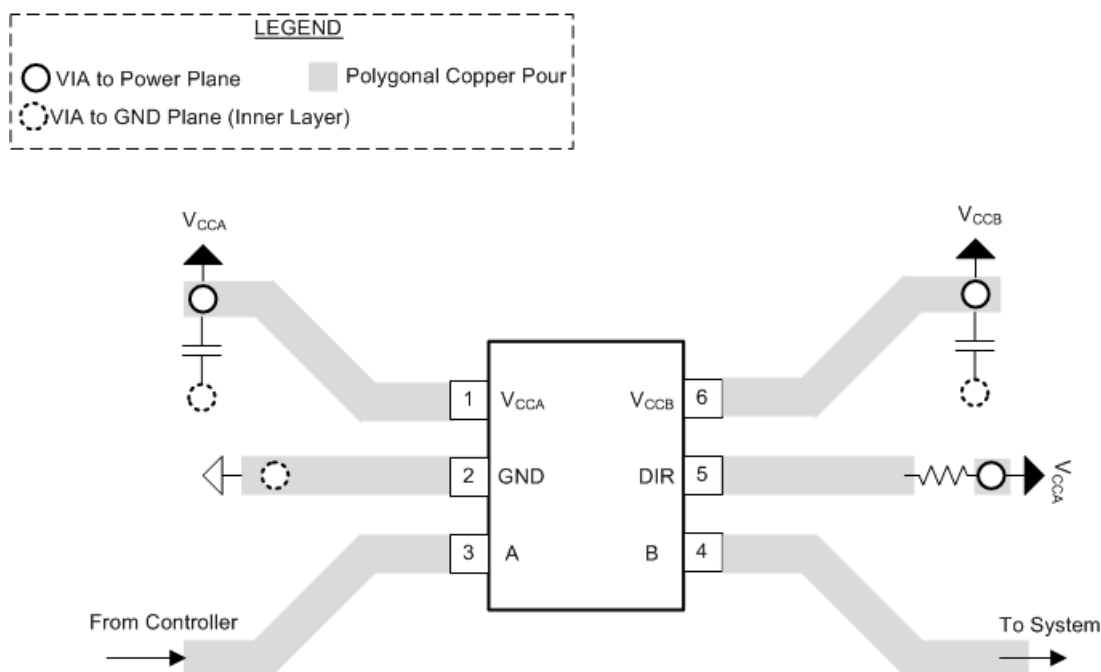 LEGEND
VIA to Power Plane
Polygonal Copper Pour
VIA to GND Plane (Inner Layer)
VCCA
VCCB
1
VCCA
VCCB
6
2
GND
DIR
5
VCCA
3
A
B
4
From Controller
To System